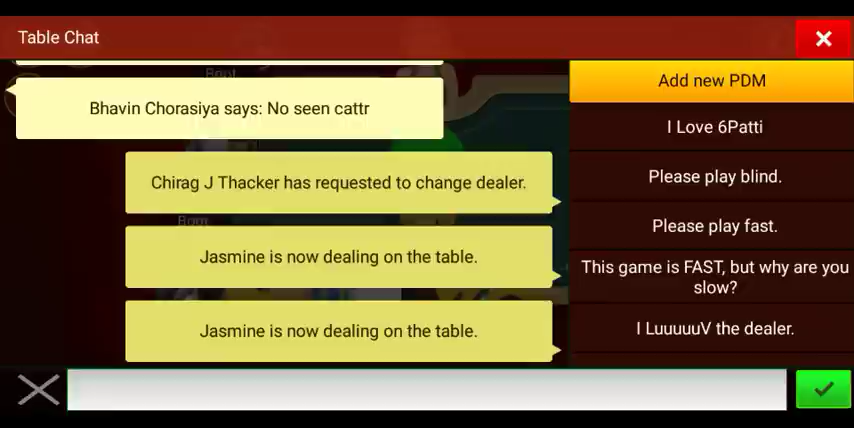 Table Chat
Boot
Bhavin Chorasiya says: No seen cattr
Chirag J Thacker has requested to change dealer.
Boot
Jasmine is now dealing on the table.
Jasmine is now dealing on the table.
Add new PDM
I Love 6Patti
Please play blind.
Please play fast.
This game is FAST, but why are you
slow?
I LuuuuuV the dealer.